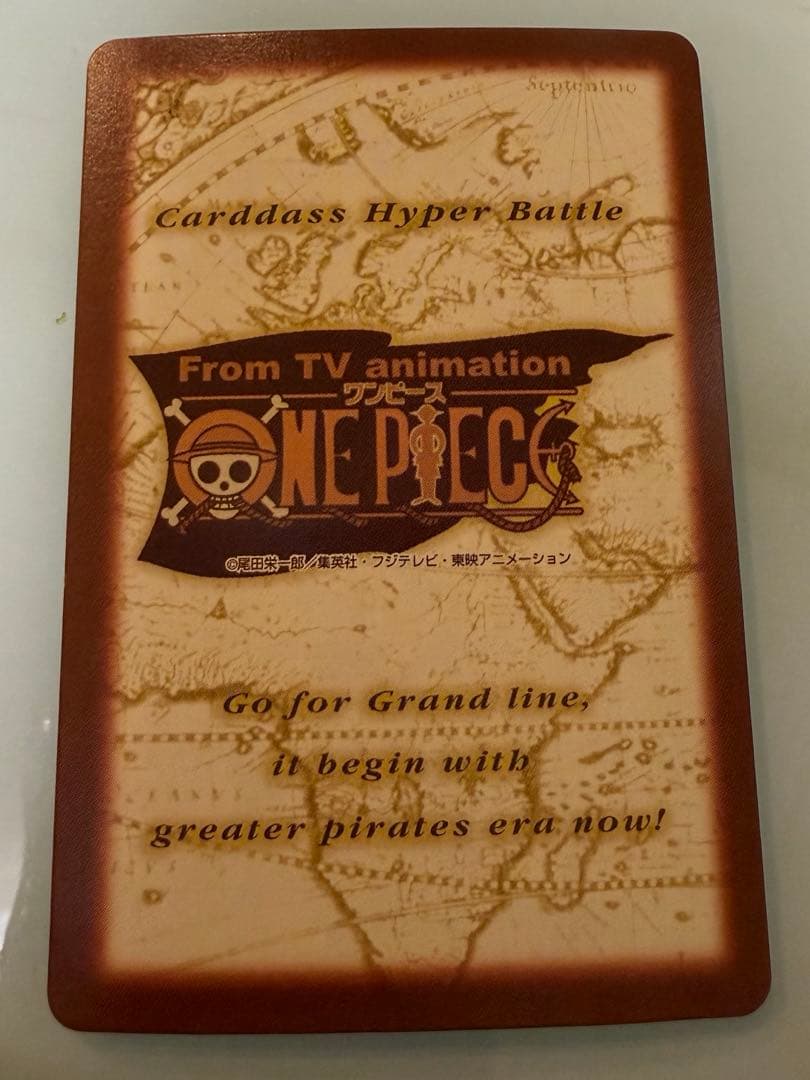 Septentrio
Carddass Hyper Battle
From TV animation
ワンピース
ONE PIECE
©尾田栄一郎／集英社・フジテレビ・東映アニメーション
Go for Grand line,
it begin with
greater pirates era now!